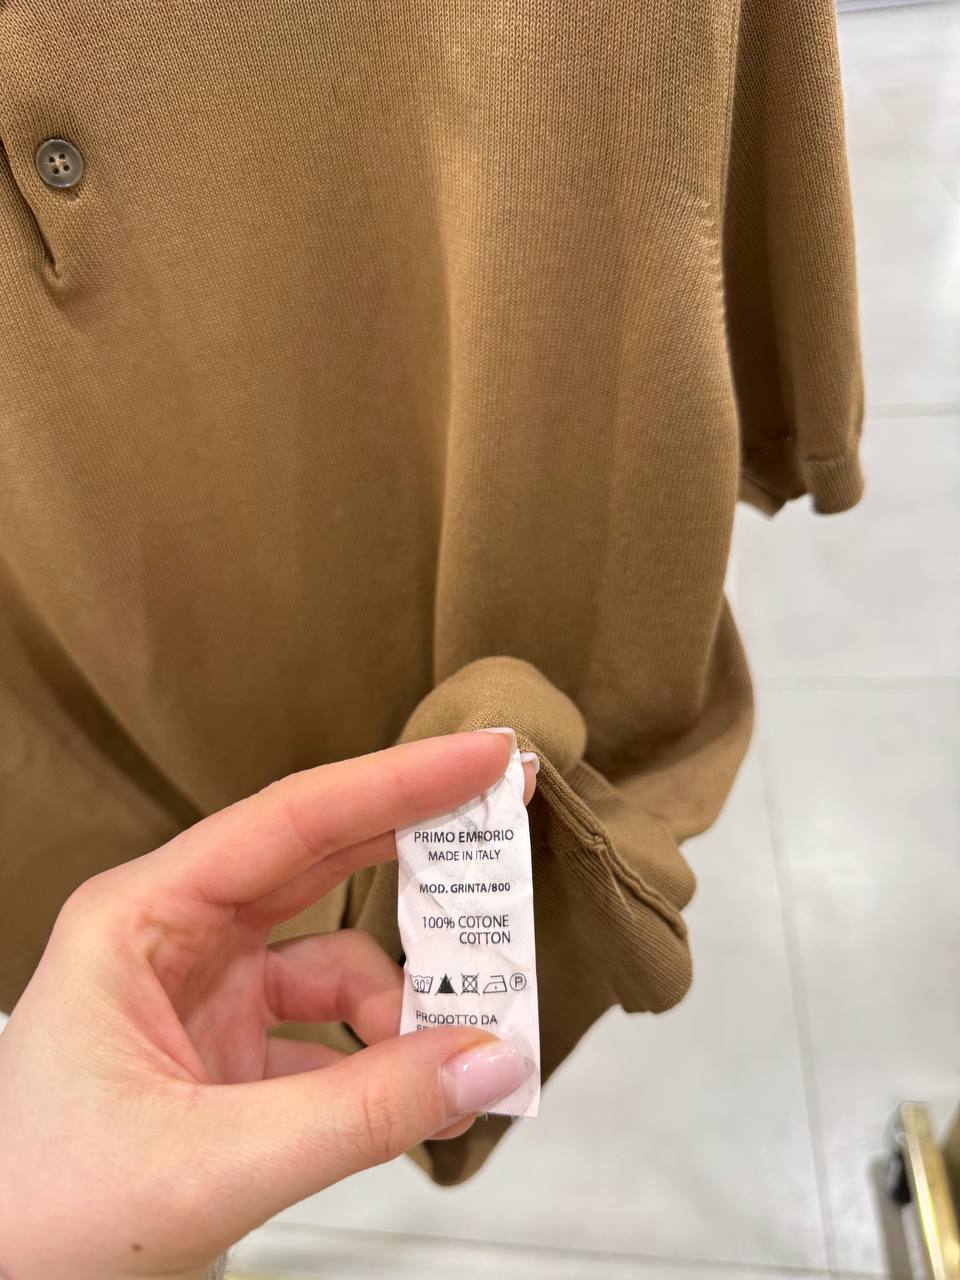 PRIMO EMPORIO
MADE IN ITALY
MOD. GRINTA/800
100% COTONE
COTTON
30°
P
PRODOTTO DA